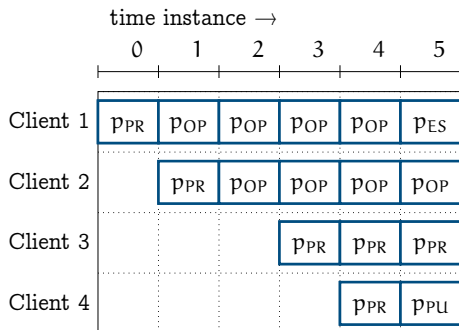 time instance →
0 1 2 3 4 5
Client 1 pPR pOP pOP pOP pOP pES
Client 2 pPR pOP pOP pOP pOP
Client 3 pPR pPR pPR
Client 4 pPR pPU